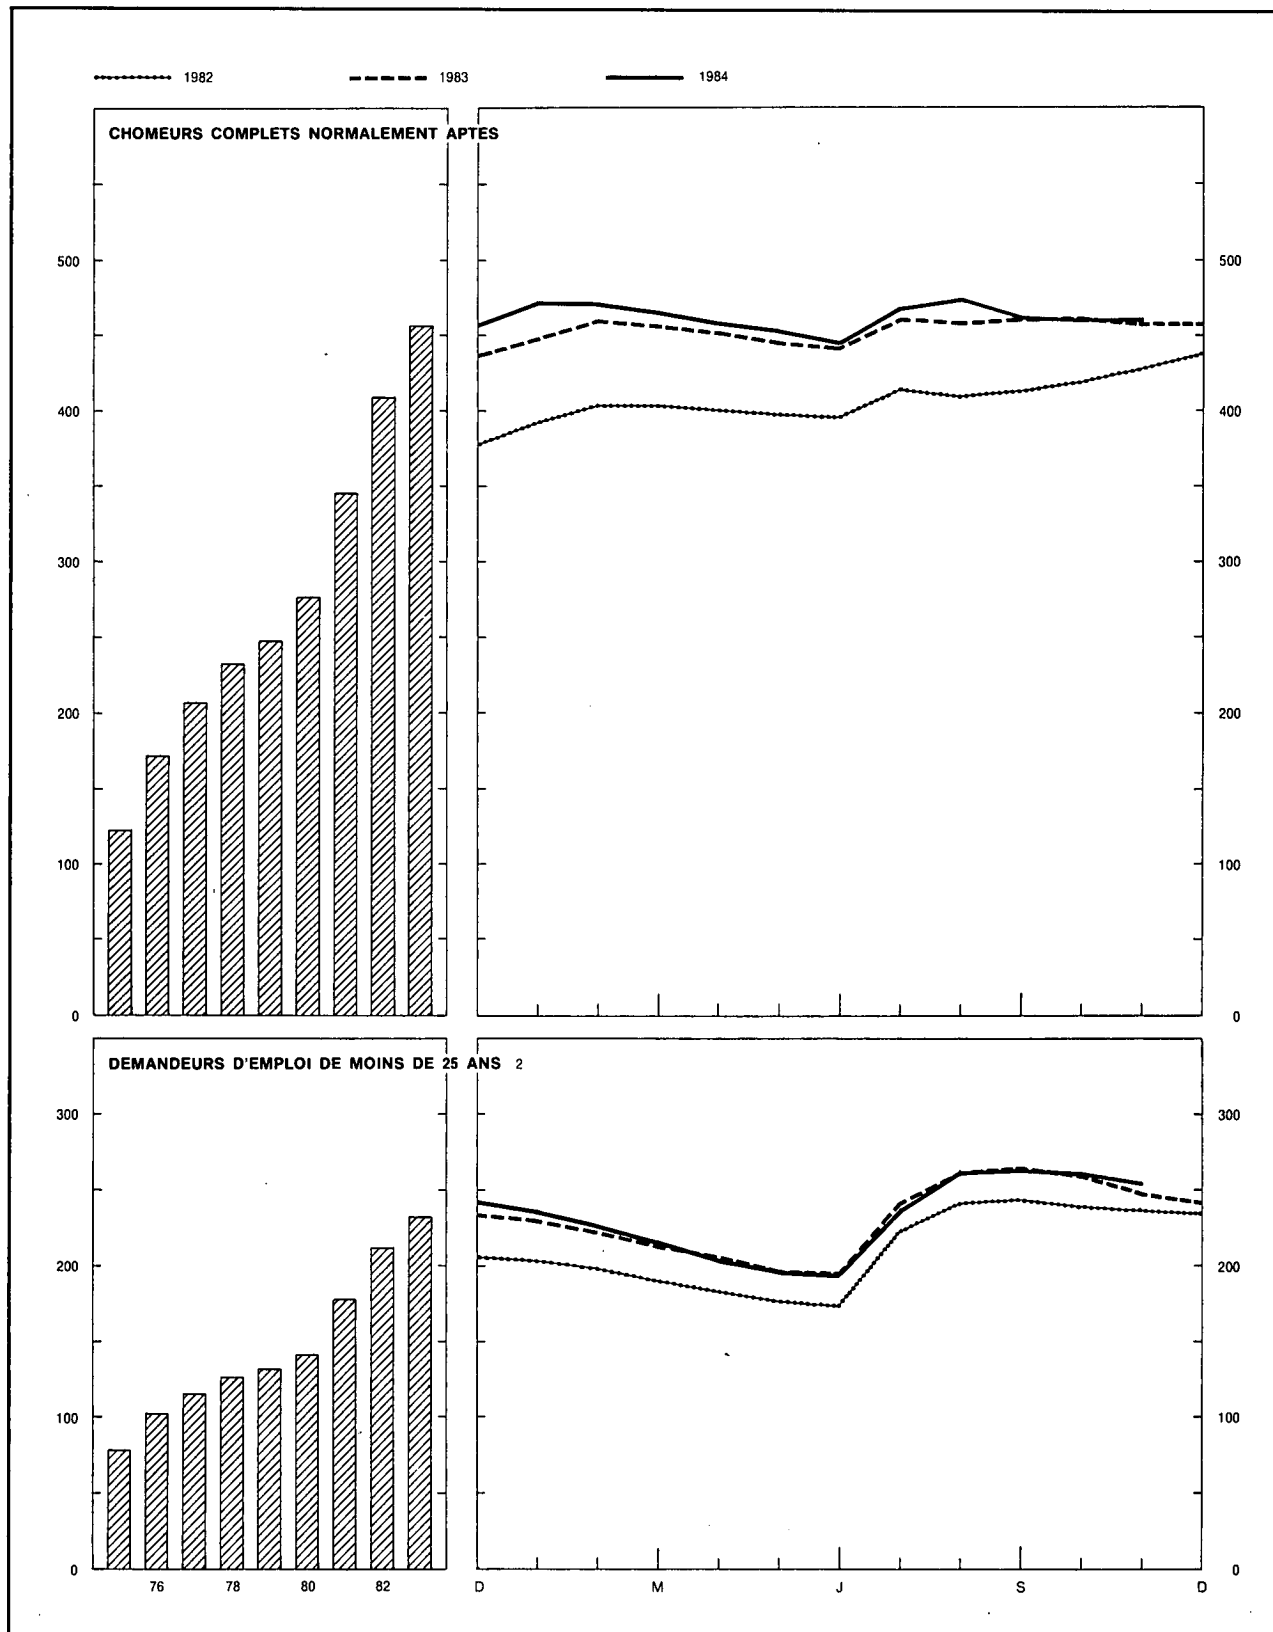 1982 1983 1984
CHOMEURS COMPLETS NORMALEMENT APTES
500 500
400 400
300 300
200 200
100 100
0 0
DEMANDEURS D'EMPLOI DE MOINS DE 25 ANS 2
300 300
200 200
100 100
0 0
76 78 80 82 D M J S D